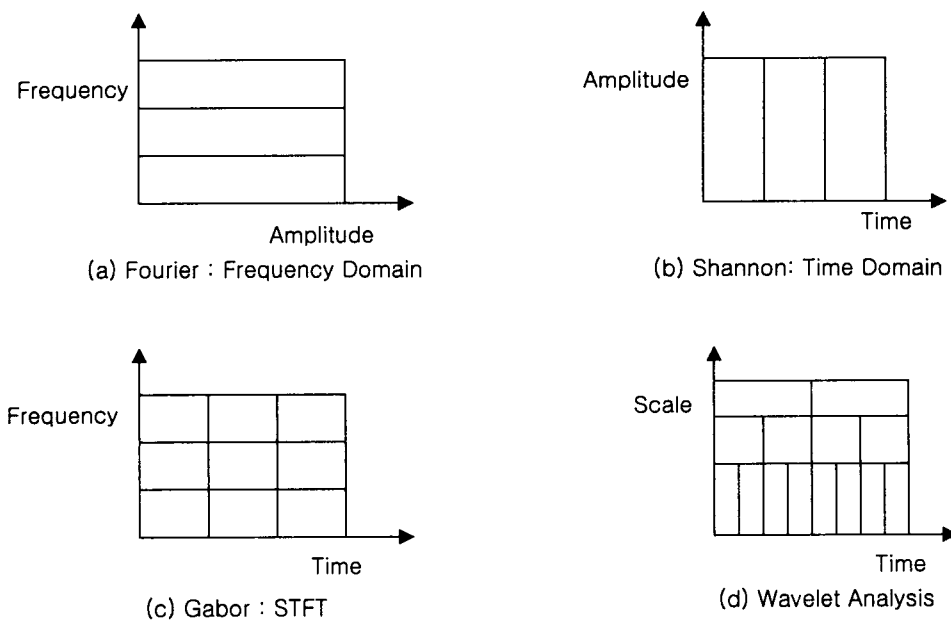 Frequency
Amplitude
(a) Fourier : Frequency Domain
Amplitude
Time
(b) Shannon: Time Domain
Frequency
Time
(c) Gabor : STFT
Scale
Time
(d) Wavelet Analysis